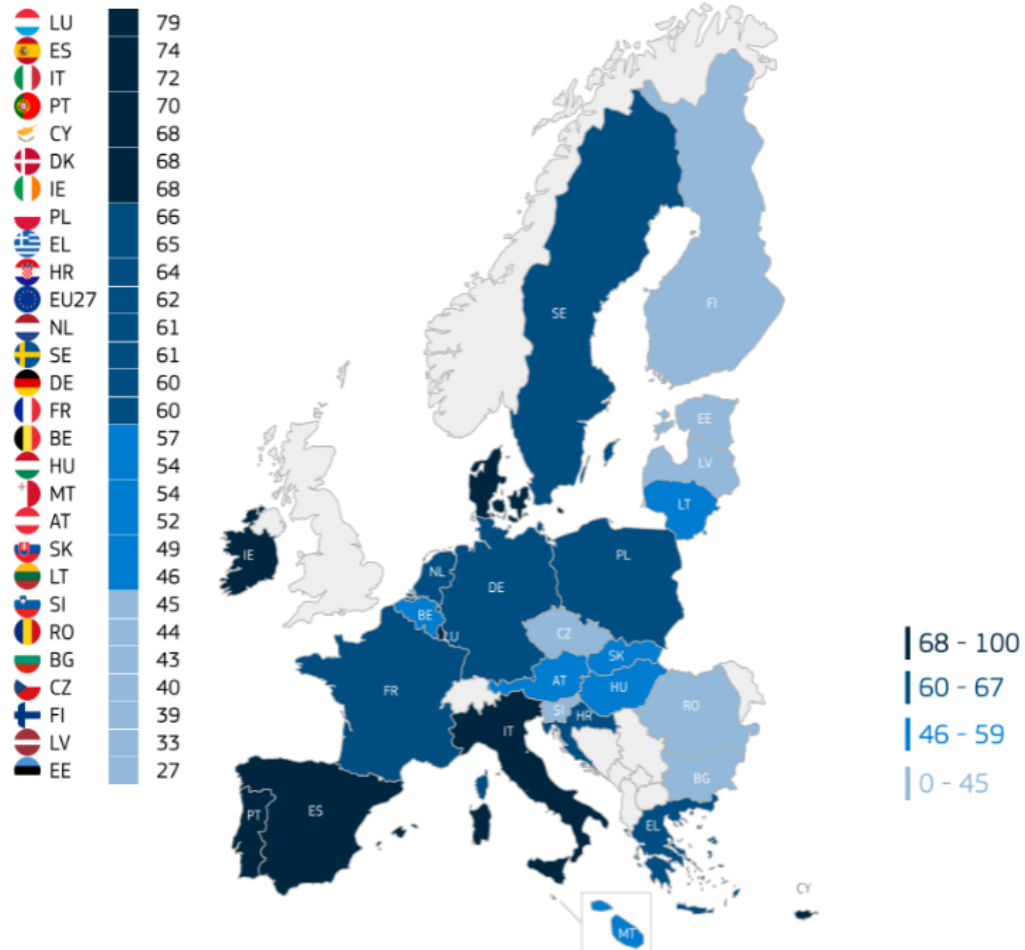 LU 79
ES 74
IT 72
PT 70
CY 68
DK 68
IE 68
PL 66
EL 65
HR 64
EU27 62
NL 61
SE 61
DE 60
FR 60
BE 57
HU 54
MT 54
AT 52
SK 49
LT 46
SI 45
RO 44
BG 43
CZ 40
FI 39
LV 33
EE 27
SE
FI
EE
LV
LT
IE
NL
DE
PL
BE
LU
CZ
SK
FR
AT
HU
SI
HR
RO
IT
BG
PT
ES
EL
CY
MT
68 - 100
60 - 67
46 - 59
0 - 45